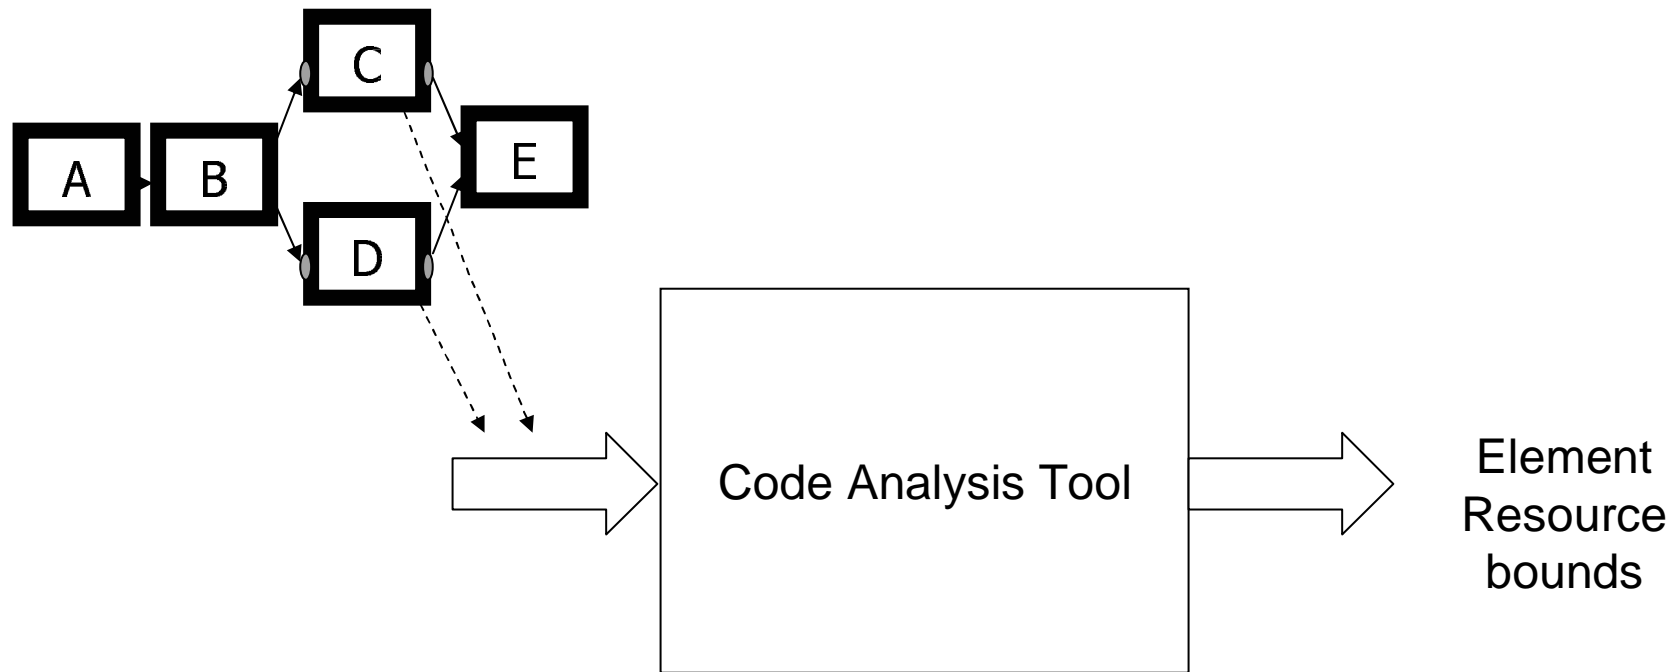 C
A
B
E
D
Code Analysis Tool
Element
Resource
bounds